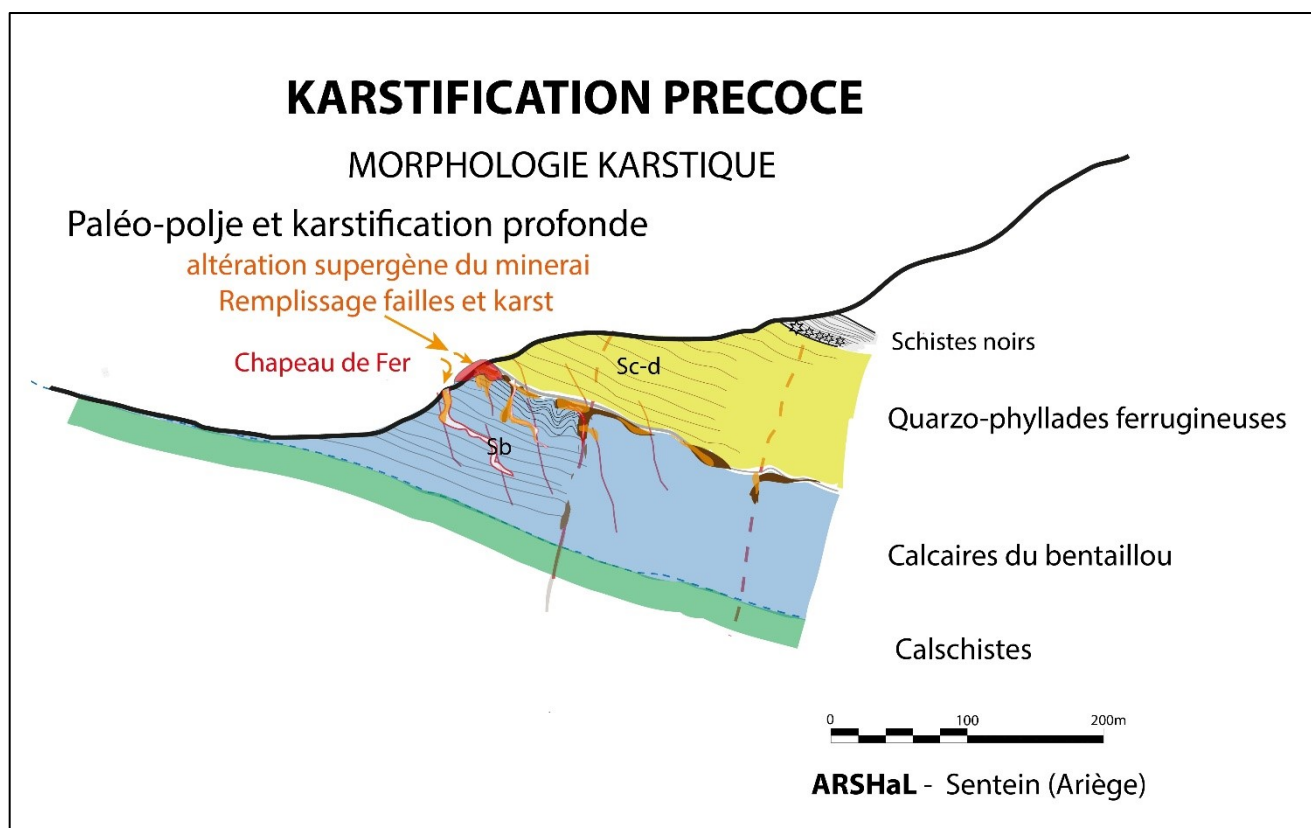 KARSTIFICATION PRECOCE
MORPHOLOGIE KARSTIQUE
Paléo-polje et karstification profonde
altération supergène du minerai
Remplissage failles et karst
Chapeau de Fer
Sc-d
Schistes noirs
Quarzo-phyllades ferrugineuses
Sb
Calcaires du bentaillou
Calschistes
0 100 200m
ARSHaL - Sentein (Ariège)